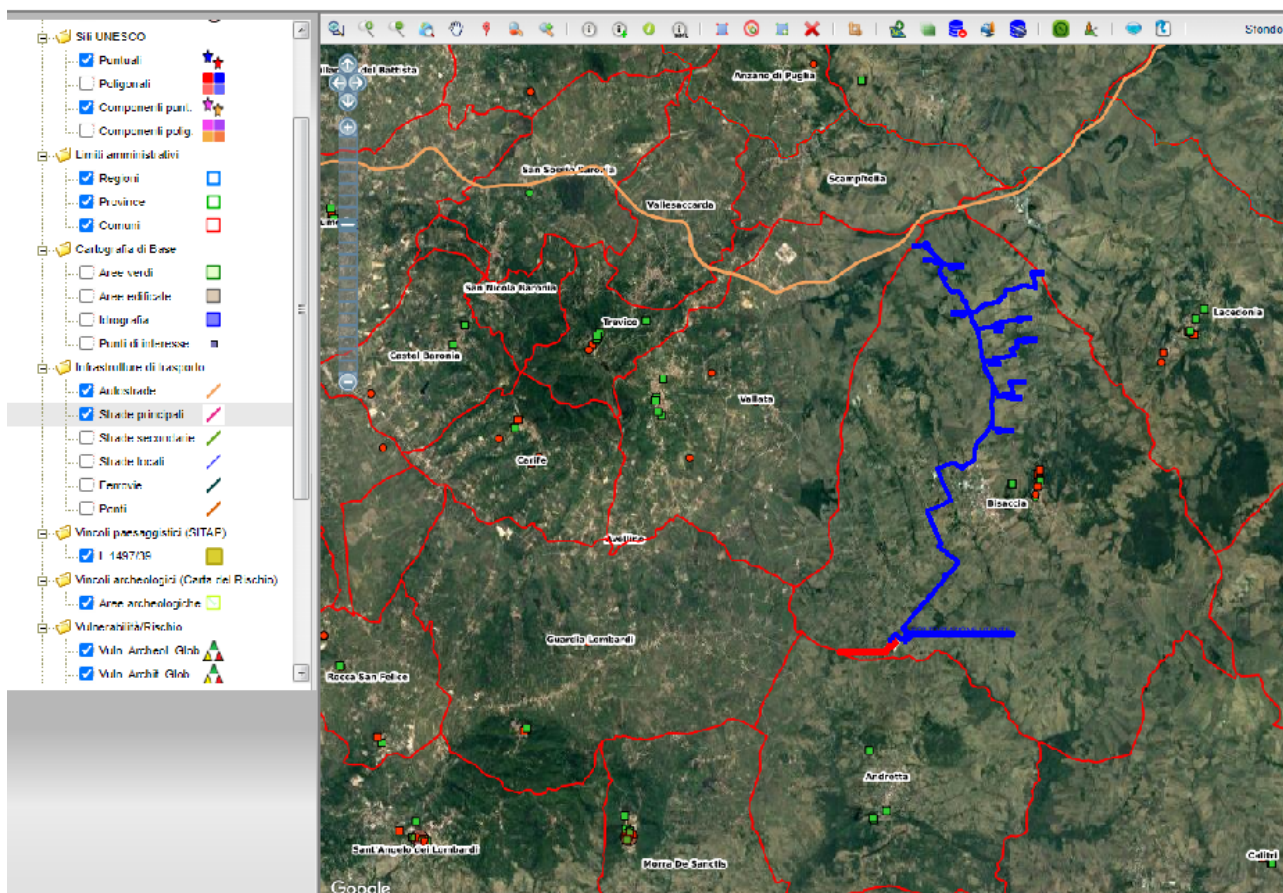 Siti UNESCO
Puntuali
Poligonali
Componenti punt.
Componenti polig.
Limiti amministrativi
Regioni
Province
Comuni
Cartografia di Base
Aree verdi
Aree edificate
Idrografia
Punti di interesse
Infrastrutture di trasporto
Autostrade
Strade principali
Strade secondarie
Strade locali
Ferrovie
Ponti
Vincoli paesaggistici (SITAP)
L 1497/39
Vincoli archeologici (Carta del Rischio)
Aree archeologiche
Vulnerabilità/Rischio
Vuln. Archeol. Glob
Vuln. Archit. Glob
Sfondo
del Battista
Anzano di Puglia
San Sossio Baronia
Scampitella
Vallesaccarda
San Nicola Baronia
Trevico
Lacedonia
Castel Baronia
Vallata
Carife
Bisaccia
Avellino
Guardia Lombardi
Rocca San Felice
Andretta
Sant'Angelo dei Lombardi
Morra De Sanctis
Calitri
Google